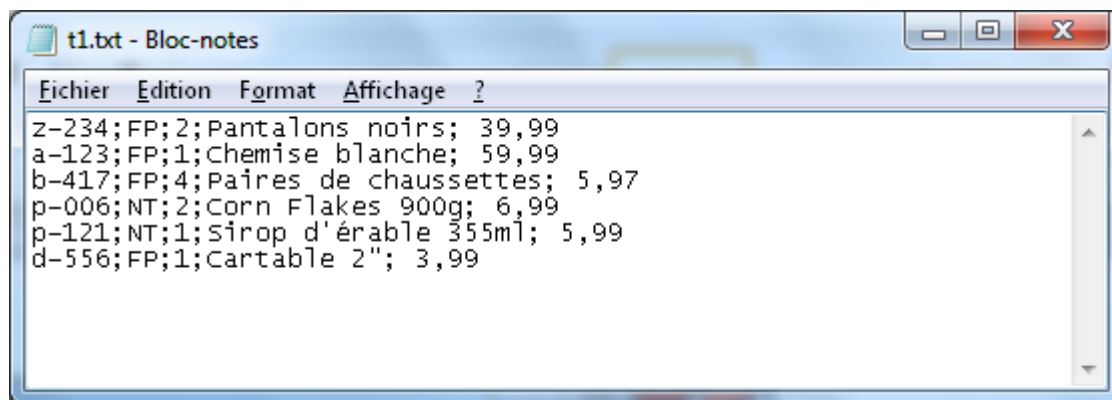 t1.txt - Bloc-notes
Fichier Edition Format Affichage ?
z-234;FP;2;Pantalons noirs; 39,99
a-123;FP;1;Chemise blanche; 59,99
b-417;FP;4;Paires de chaussettes; 5,97
p-006;NT;2;Corn Flakes 900g; 6,99
p-121;NT;1;Sirop d'érable 355ml; 5,99
d-556;FP;1;Cartable 2"; 3,99